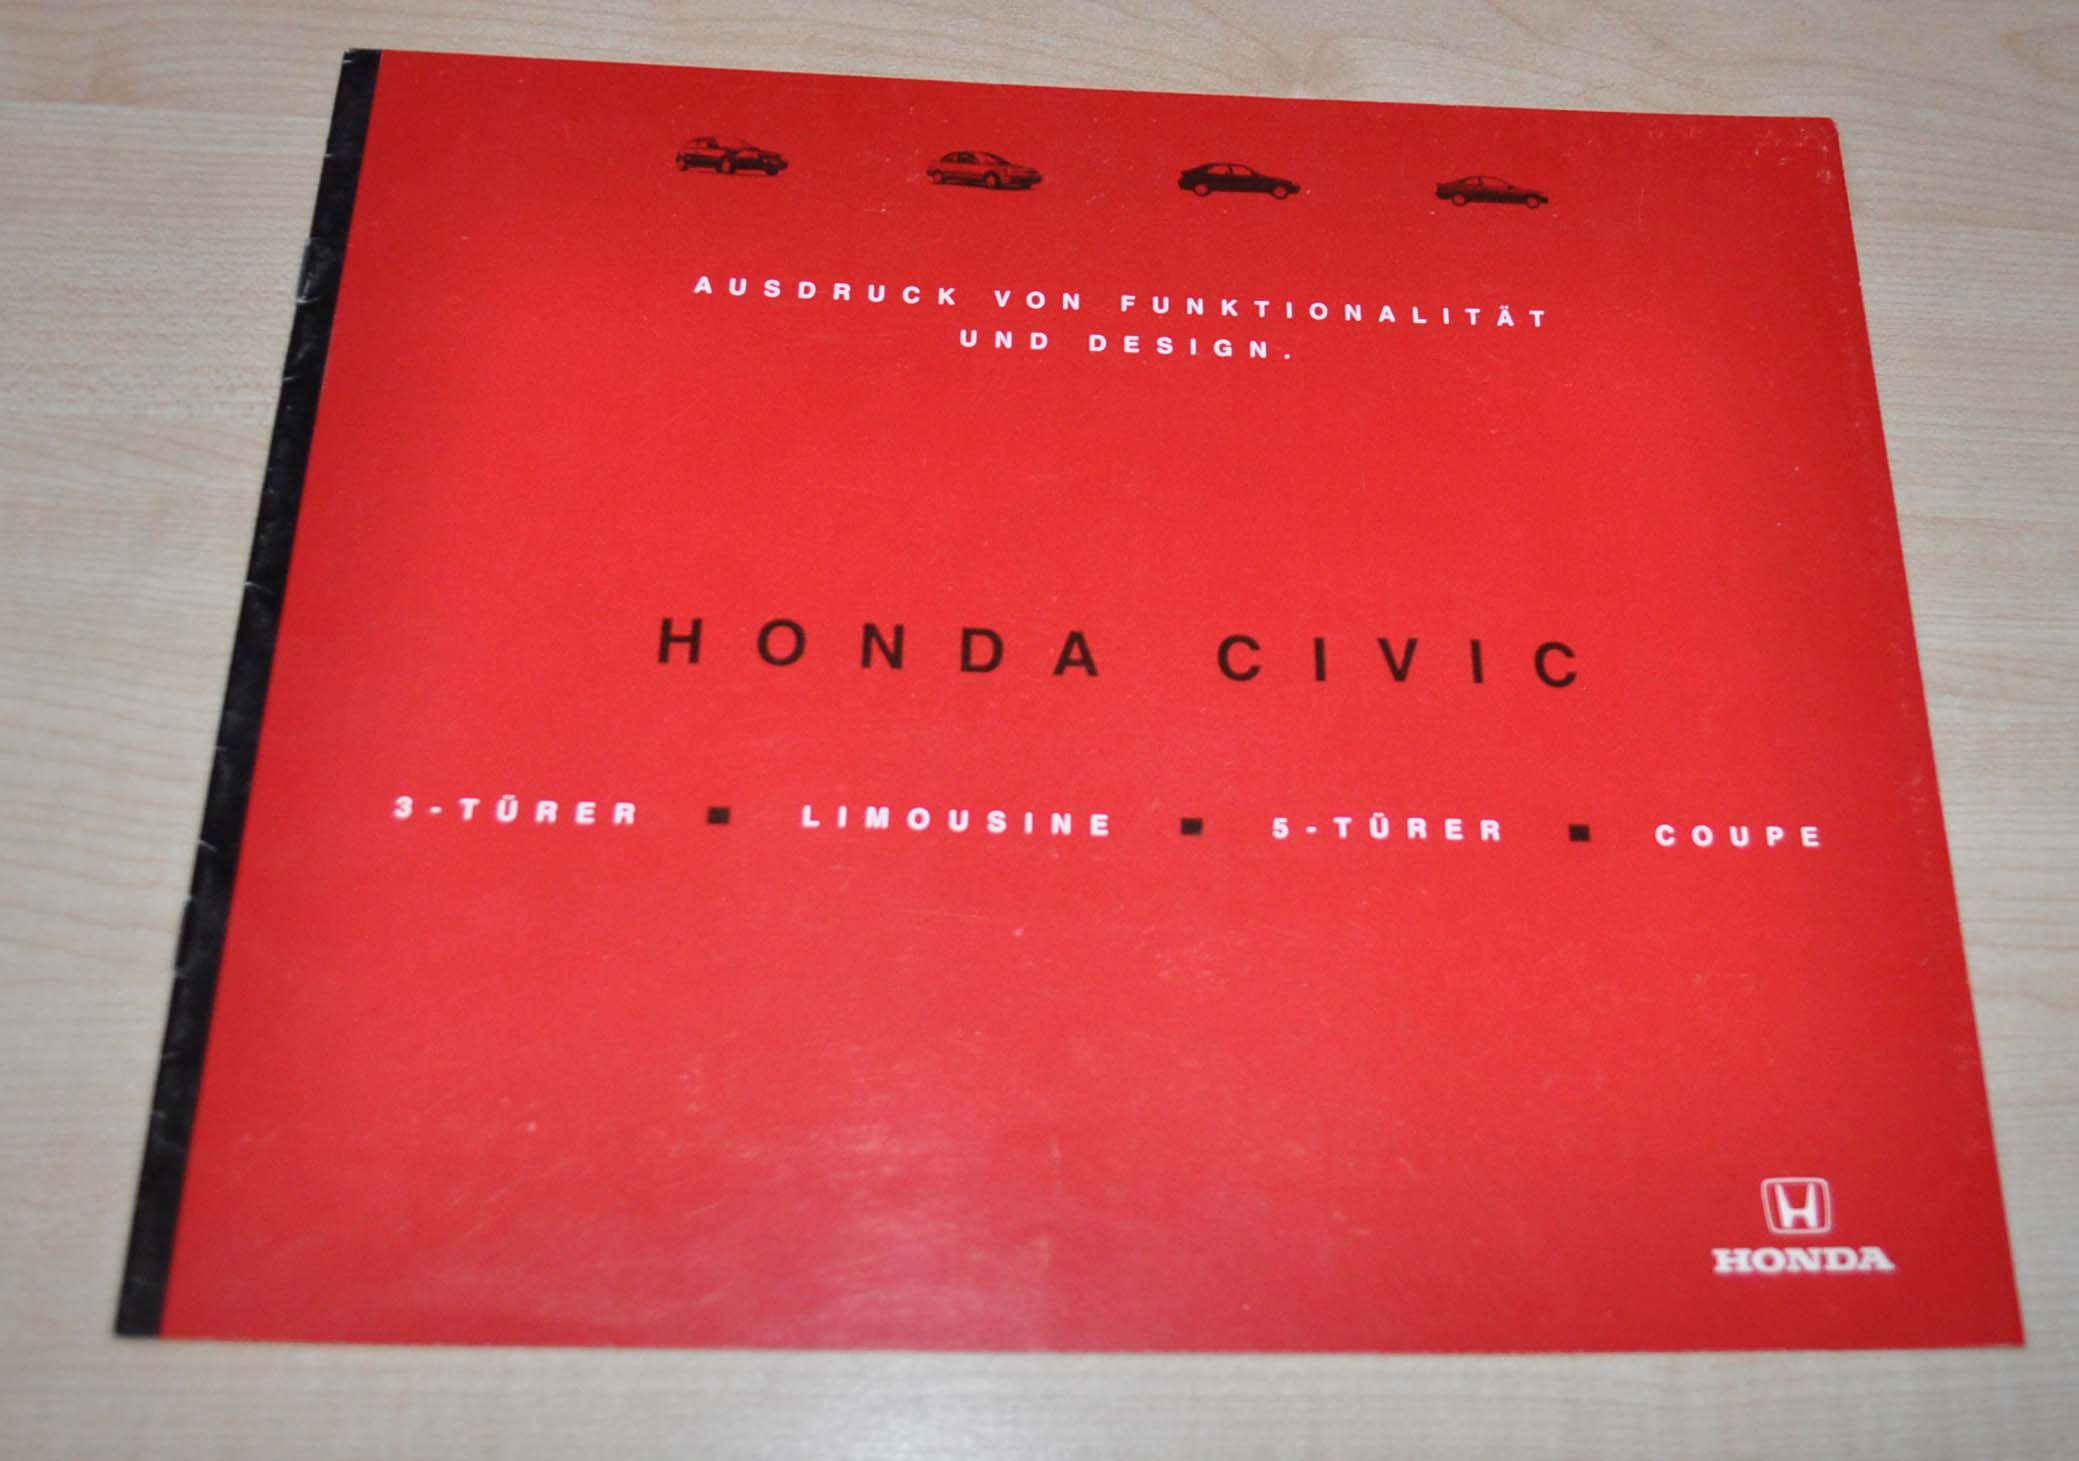 AUSDRUCK VON FUNKTIONALITÄT
UND DESIGN.
HONDA CIVIC
3-TÜRER ■ LIMOUSINE ■ 5-TÜRER ■ COUPE
HONDA